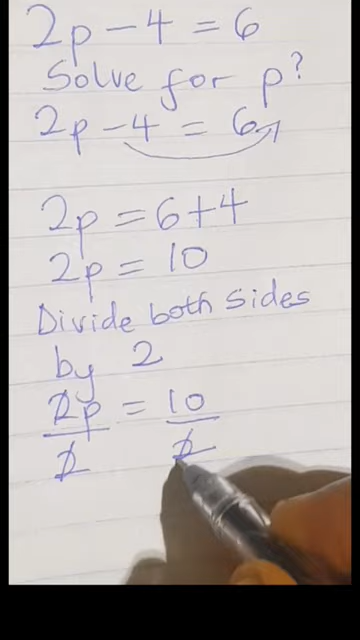 2p - 4 = 6
Solve for p?
2p - 4 = 6
2p = 6 + 4
2p = 10
Divide both sides
by 2
2p/2 = 10/2